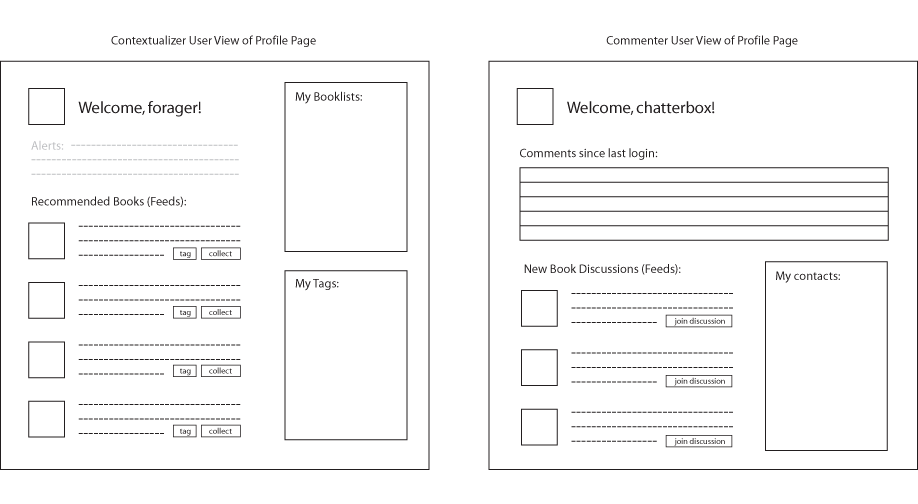 Contextualizer User View of Profile Page
Welcome, forager!
Alerts:
Recommended Books (Feeds):
tag collect
tag collect
tag collect
tag collect
My Booklists:
My Tags:
Commenter User View of Profile Page
Welcome, chatterbox!
Comments since last login:
New Book Discussions (Feeds):
join discussion
join discussion
join discussion
My contacts: